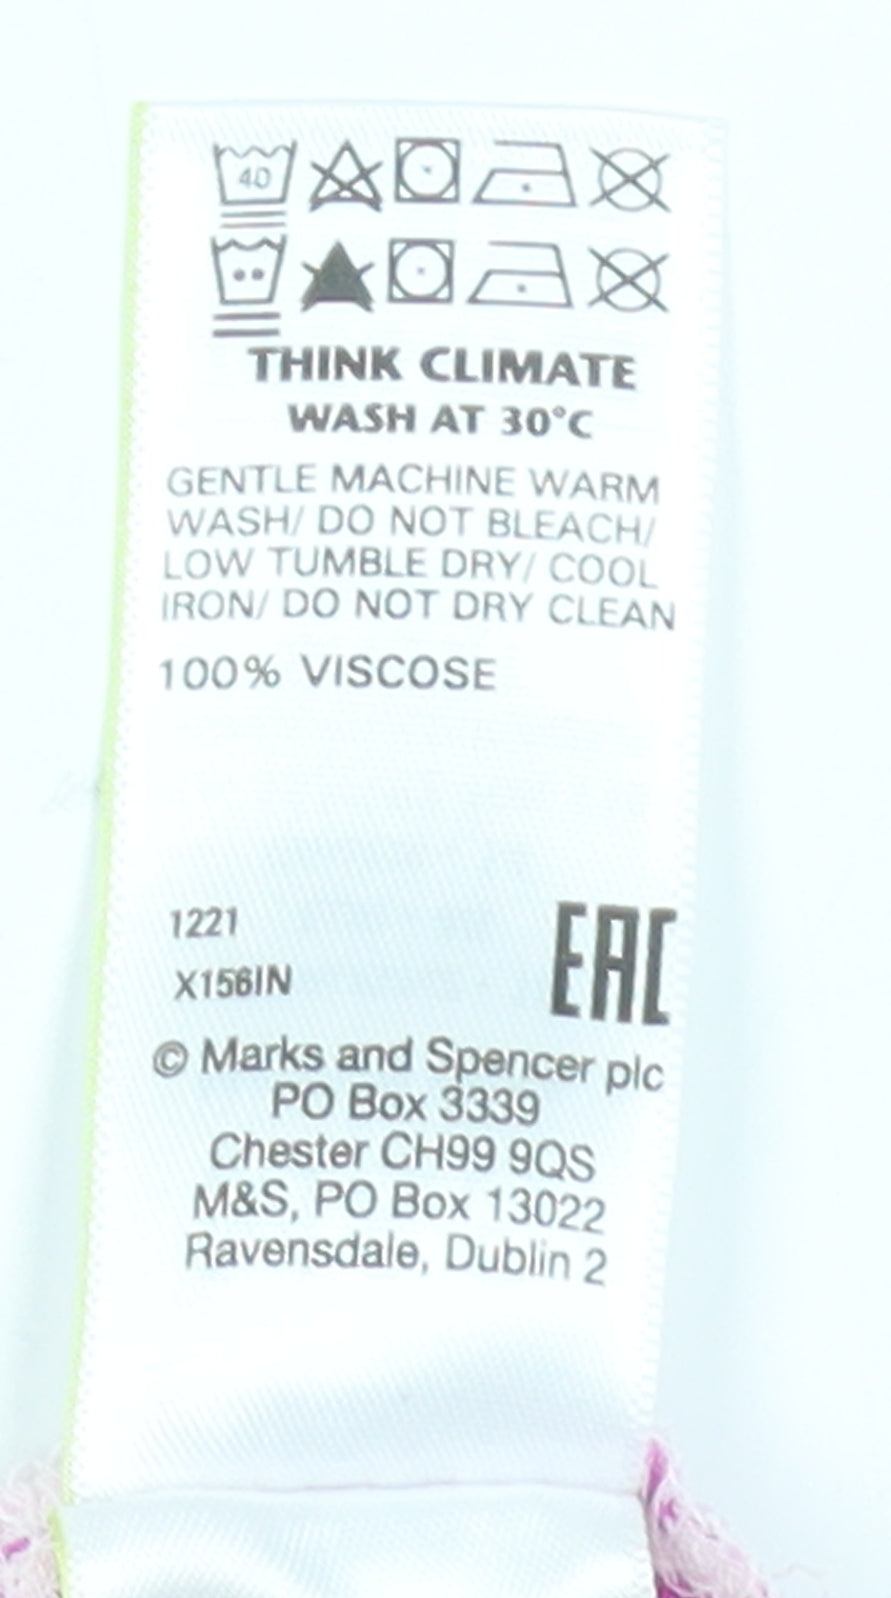 40
THINK CLIMATE
WASH AT 30°C
GENTLE MACHINE WARM
WASH/ DO NOT BLEACH/
LOW TUMBLE DRY/ COOL
IRON/ DO NOT DRY CLEAN
100% VISCOSE
1221
X156IN
EAC
© Marks and Spencer plc
PO Box 3339
Chester CH99 9QS
M&S, PO Box 13022
Ravensdale, Dublin 2